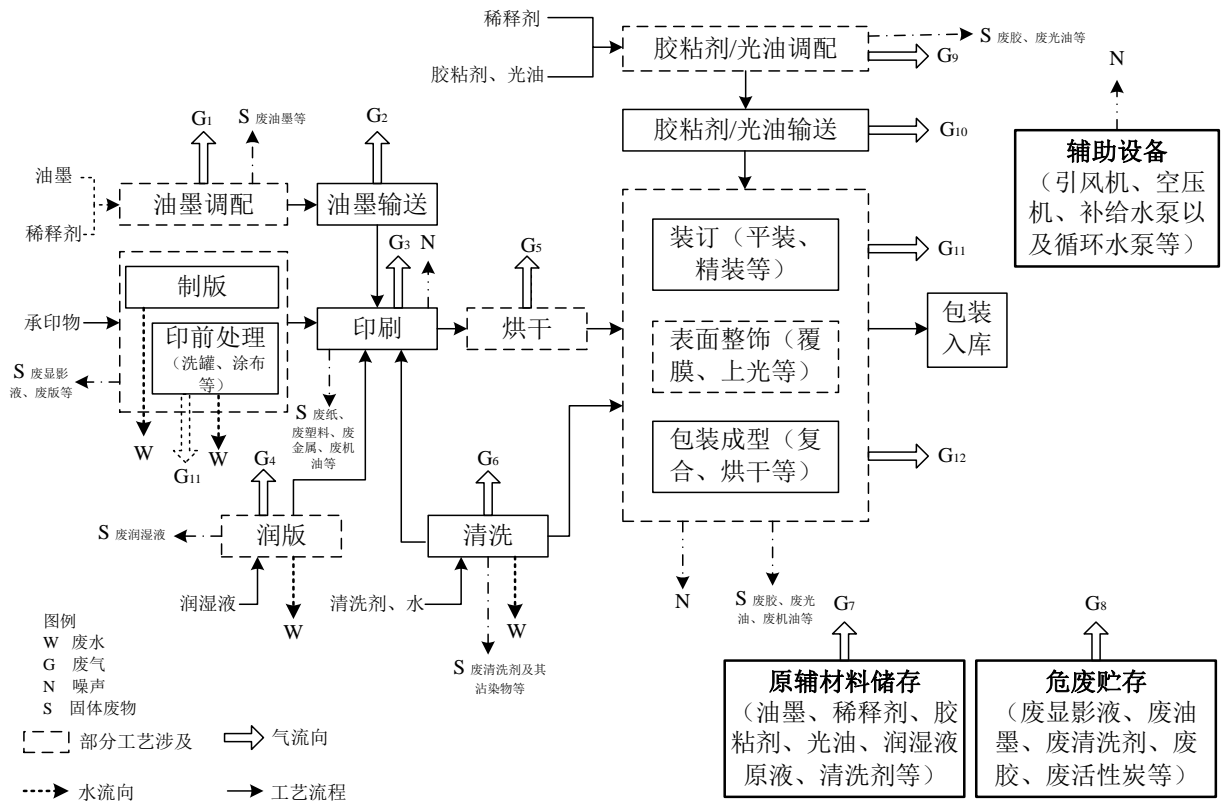 稀释剂
胶粘剂、光油
胶粘剂/光油调配
S 废胶、废光油等
G9
N
胶粘剂/光油输送
G10
辅助设备
（引风机、空压
机、补给水泵以
及循环水泵等）
G1
S 废油墨等
G2
油墨
稀释剂
油墨调配
油墨输送
G3
N
G5
装订（平装、
精装等）
G11
制版
承印物
印前处理
（洗罐、涂布
等）
印刷
烘干
表面整饰（覆
膜、上光等）
包装
入库
S 废显影
液、废版等
W
W
G11
S 废纸、
废塑料、废
金属、废机
油等
包装成型（复
合、烘干等）
G12
G4
G6
S 废润湿液
润版
清洗
润湿液
W
清洗剂、水
W
S 废清洗剂及其
沾染物等
N
S 废胶、废光
油、废机油等
G7
G8
原辅材料储存
（油墨、稀释剂、胶
粘剂、光油、润湿液
原液、清洗剂等）
危废贮存
（废显影液、废油
墨、废清洗剂、废
胶、废活性炭等）
图例
W 废水
G 废气
N 噪声
S 固体废物
部分工艺涉及
气流向
水流向
工艺流程